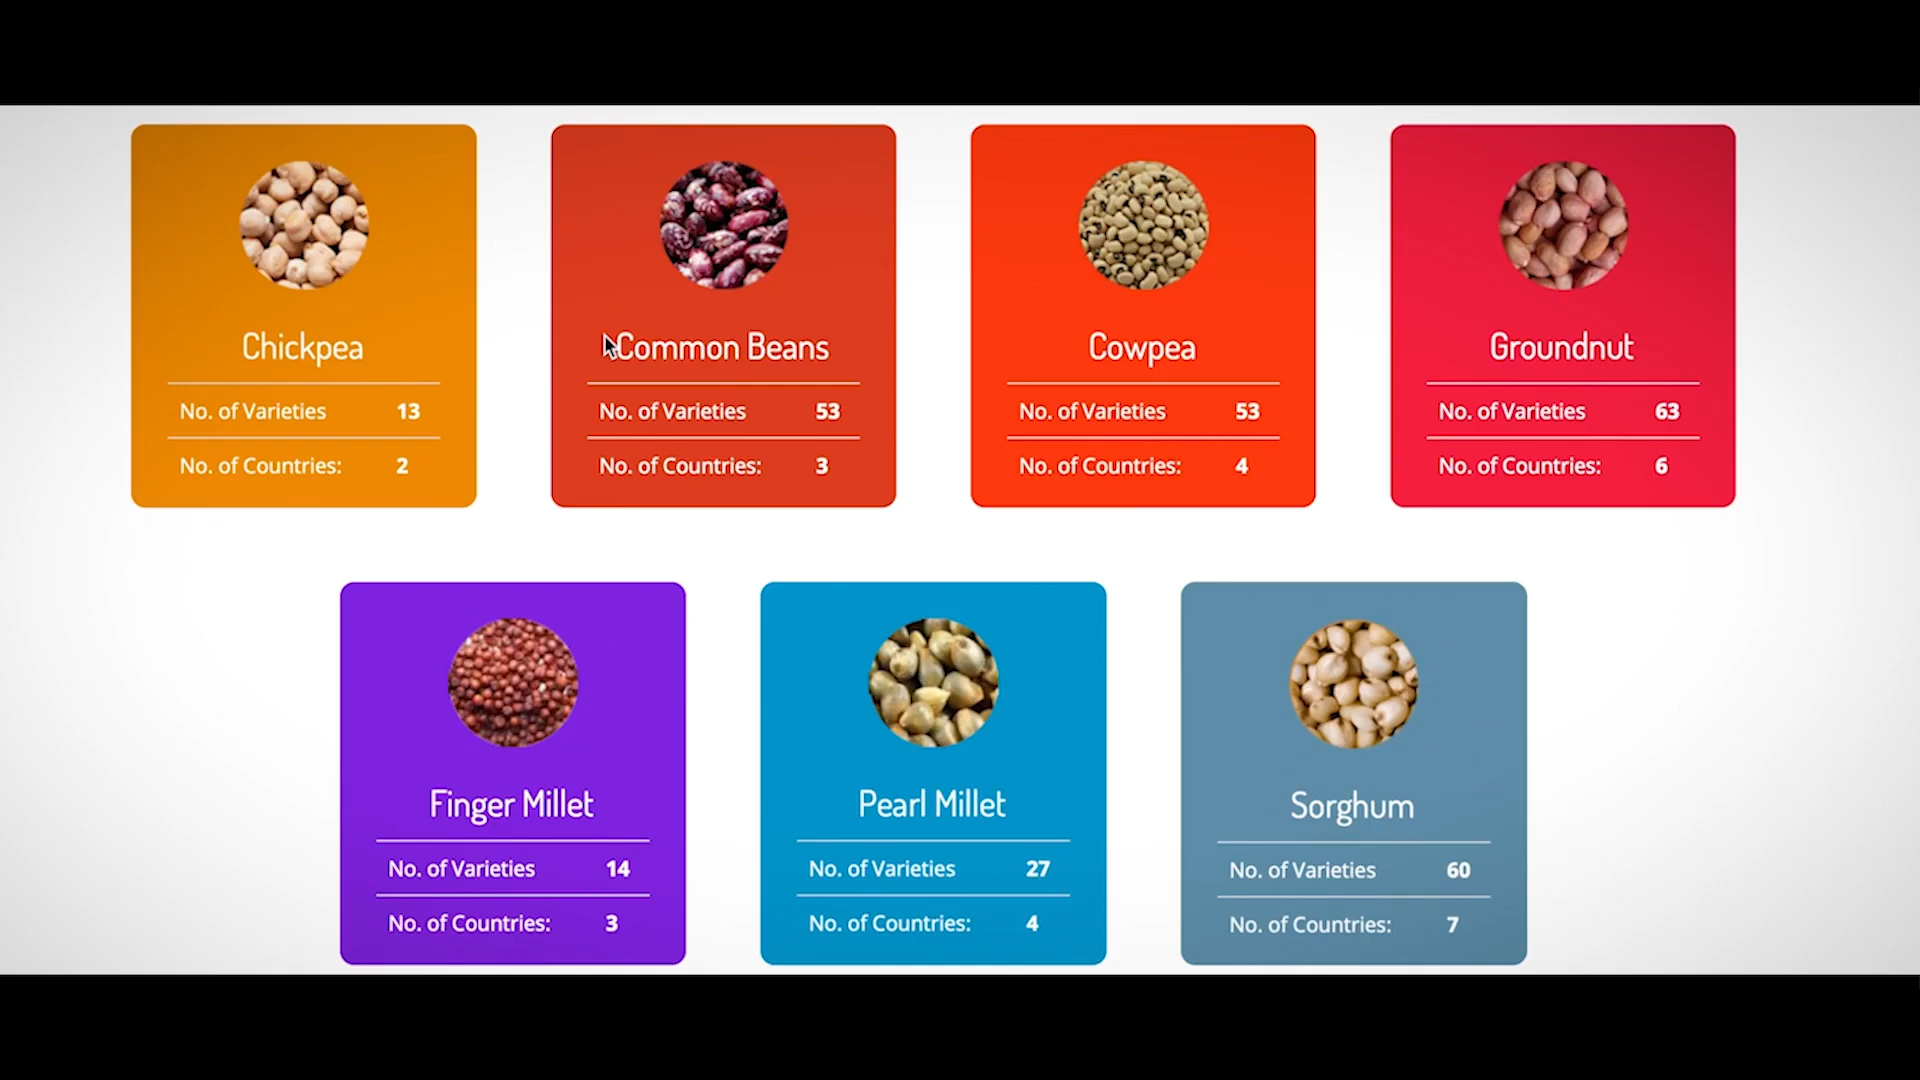 Chickpea
No. of Varieties 13
No. of Countries: 2
Common Beans
No. of Varieties 53
No. of Countries: 3
Cowpea
No. of Varieties 53
No. of Countries: 4
Groundnut
No. of Varieties 63
No. of Countries: 6
Finger Millet
No. of Varieties 14
No. of Countries: 3
Pearl Millet
No. of Varieties 27
No. of Countries: 4
Sorghum
No. of Varieties 60
No. of Countries: 7